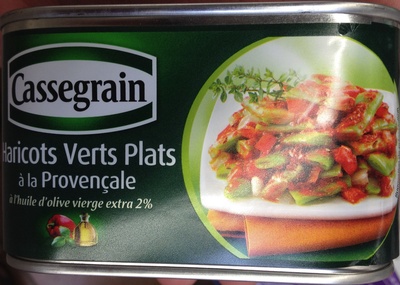 Cassegrain
Haricots Verts Plats
à la Provençale
à l'huile d'olive vierge extra 2%